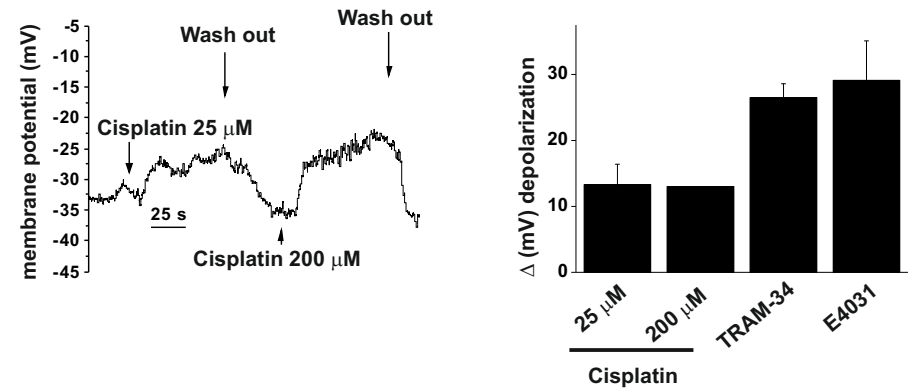 membrane potential (mV)
-5
-10
-15
-20
-25
-30
-35
-40
-45
Wash out
Wash out
Cisplatin 25 μM
25 s
Cisplatin 200 μM
Δ (mV) depolarization
30
20
10
0
25 μM
200 μM
TRAM-34
E4031
Cisplatin